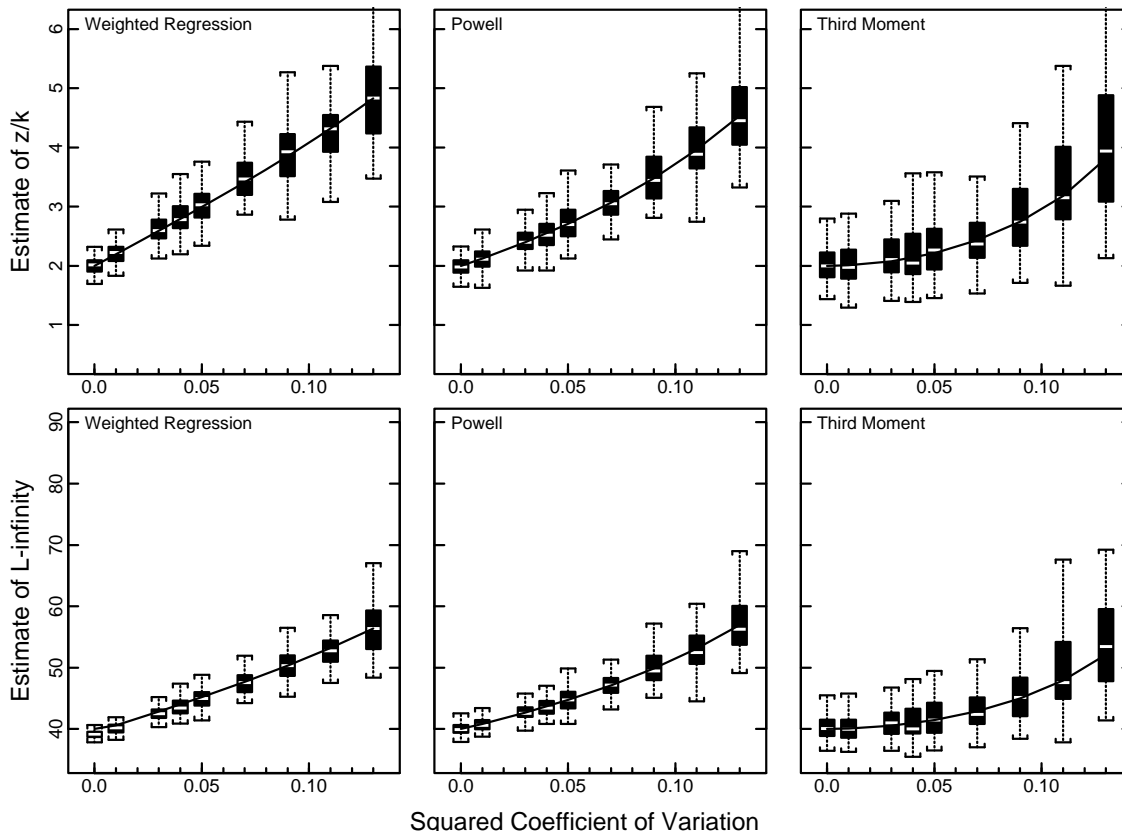 Weighted Regression
Powell
Third Moment
Estimate of z/k
6
5
4
3
2
1
0.0 0.05 0.10
0.0 0.05 0.10
0.0 0.05 0.10
Weighted Regression
Powell
Third Moment
Estimate of L-infinity
90
80
70
60
50
40
0.0 0.05 0.10
0.0 0.05 0.10
0.0 0.05 0.10
Squared Coefficient of Variation